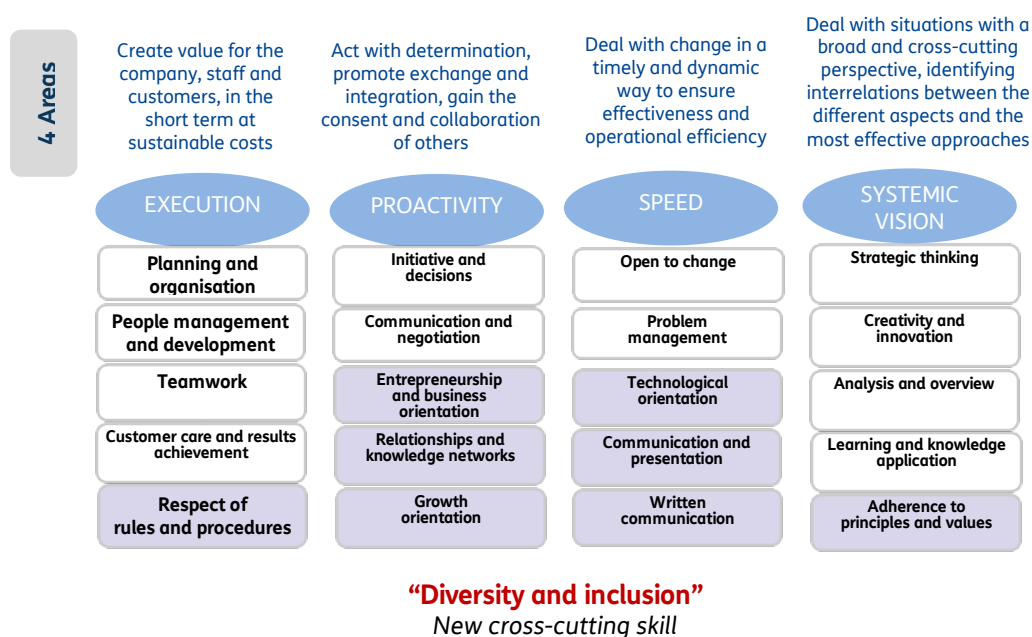 4 Areas
Create value for the
company, staff and
customers, in the
short term at
sustainable costs
Act with determination,
promote exchange and
integration, gain the
consent and collaboration
of others
Deal with change in a
timely and dynamic
way to ensure
effectiveness and
operational efficiency
Deal with situations with a
broad and cross-cutting
perspective, identifying
interrelations between the
different aspects and the
most effective approaches
EXECUTION
PROACTIVITY
SPEED
SYSTEMIC
VISION
Planning and
organisation
People management
and development
Teamwork
Customer care and results
achievement
Respect of
rules and procedures
Initiative and
decisions
Communication and
negotiation
Entrepreneurship
and business
orientation
Relationships and
knowledge networks
Growth
orientation
Open to change
Problem
management
Technological
orientation
Communication and
presentation
Written
communication
Strategic thinking
Creativity and
innovation
Analysis and overview
Learning and knowledge
application
Adherence to
principles and values
“Diversity and inclusion”
New cross-cutting skill